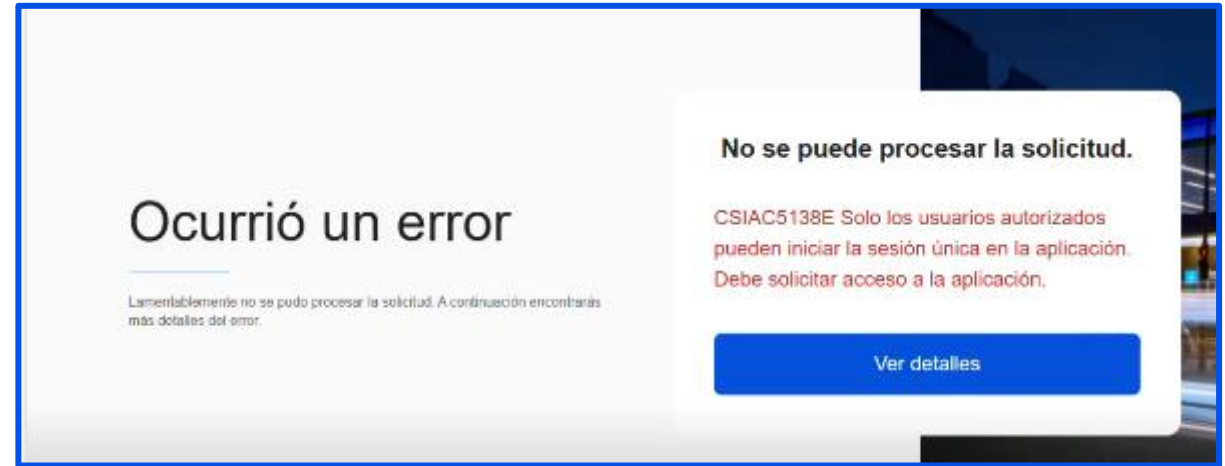 Ocurrió un error
Lamentablemente no se pudo procesar la solicitud. A continuación encontrarás
más detalles del error.
No se puede procesar la solicitud.
CSIAC5138E Solo los usuarios autorizados
pueden iniciar la sesión única en la aplicación.
Debe solicitar acceso a la aplicación.
Ver detalles